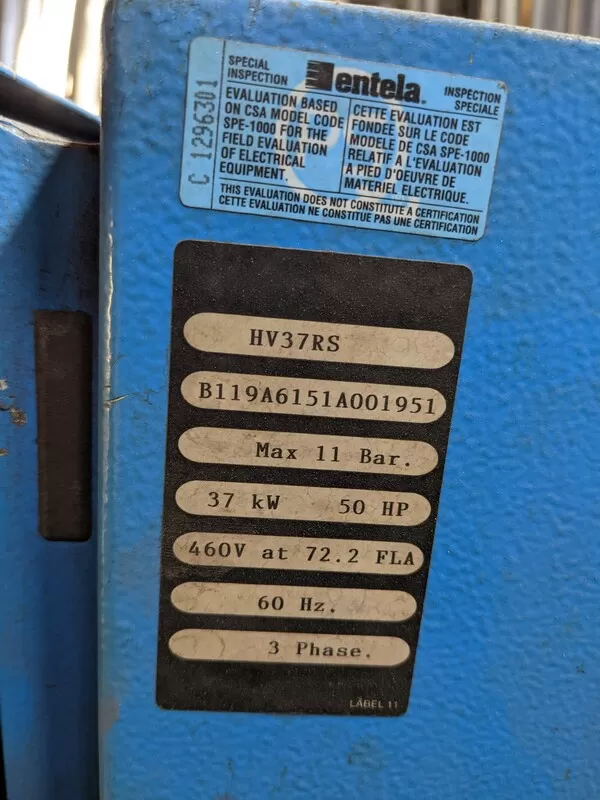 SPECIAL
INSPECTION
entela.
INSPECTION
SPECIALE
C 1296301
EVALUATION BASED
ON CSA MODEL CODE
SPE-1000 FOR THE
FIELD EVALUATION
OF ELECTRICAL
EQUIPMENT.
CETTE ÉVALUATION EST
FONDEE SUR LE CODE
MODELE DE CSA SPE-1000
RELATIF A L'EVALUATION
A PIED D'OEUVRE DE
MATERIEL ELECTRIQUE.
THIS EVALUATION DOES NOT CONSTITUTE A CERTIFICATION
CETTE EVALUATION NE CONSTITUE PAS UNE CERTIFICATION
HV37RS
B119A6151A001951
Max 11 Bar.
37 kW 50 HP
460V at 72.2 FLA
60 Hz.
3 Phase.
LABEL 11